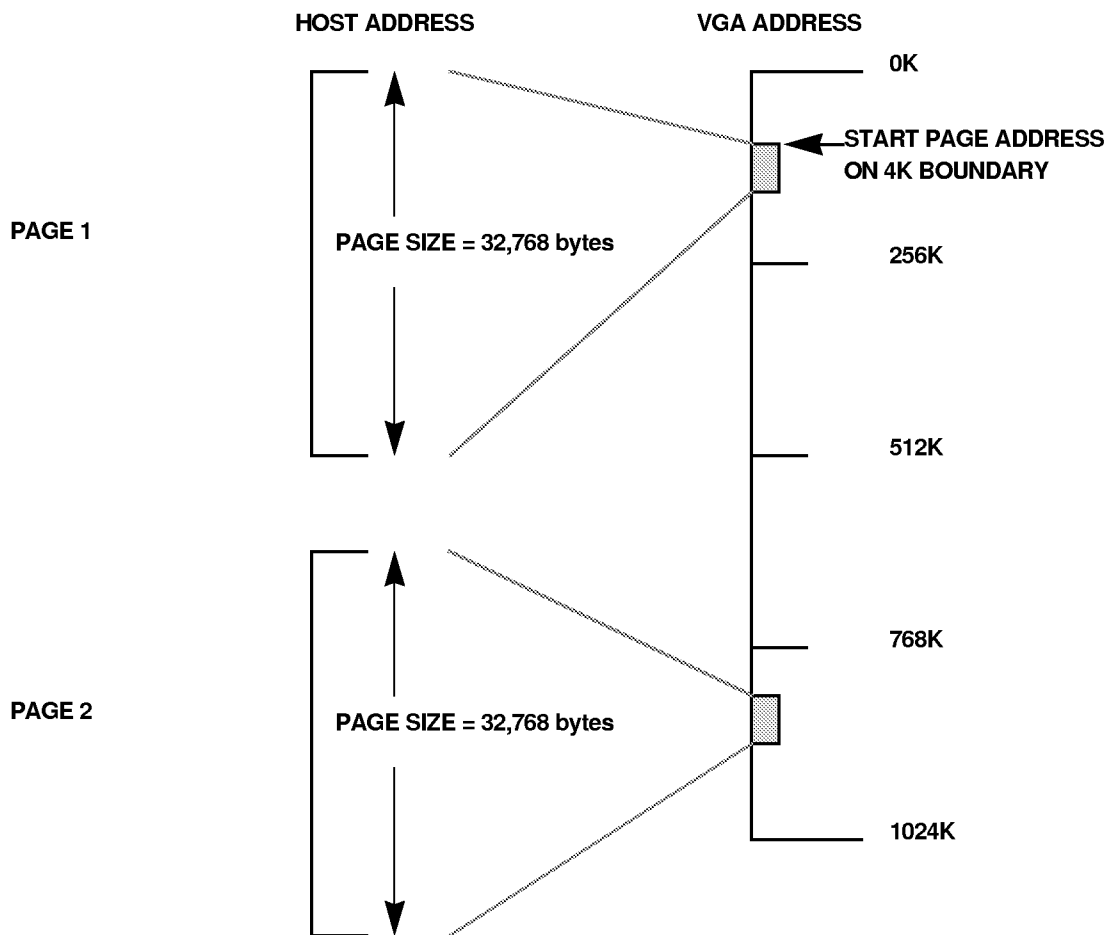 HOST ADDRESS
VGA ADDRESS
0K
START PAGE ADDRESS
ON 4K BOUNDARY
PAGE 1
PAGE SIZE = 32,768 bytes
256K
512K
768K
PAGE 2
PAGE SIZE = 32,768 bytes
1024K